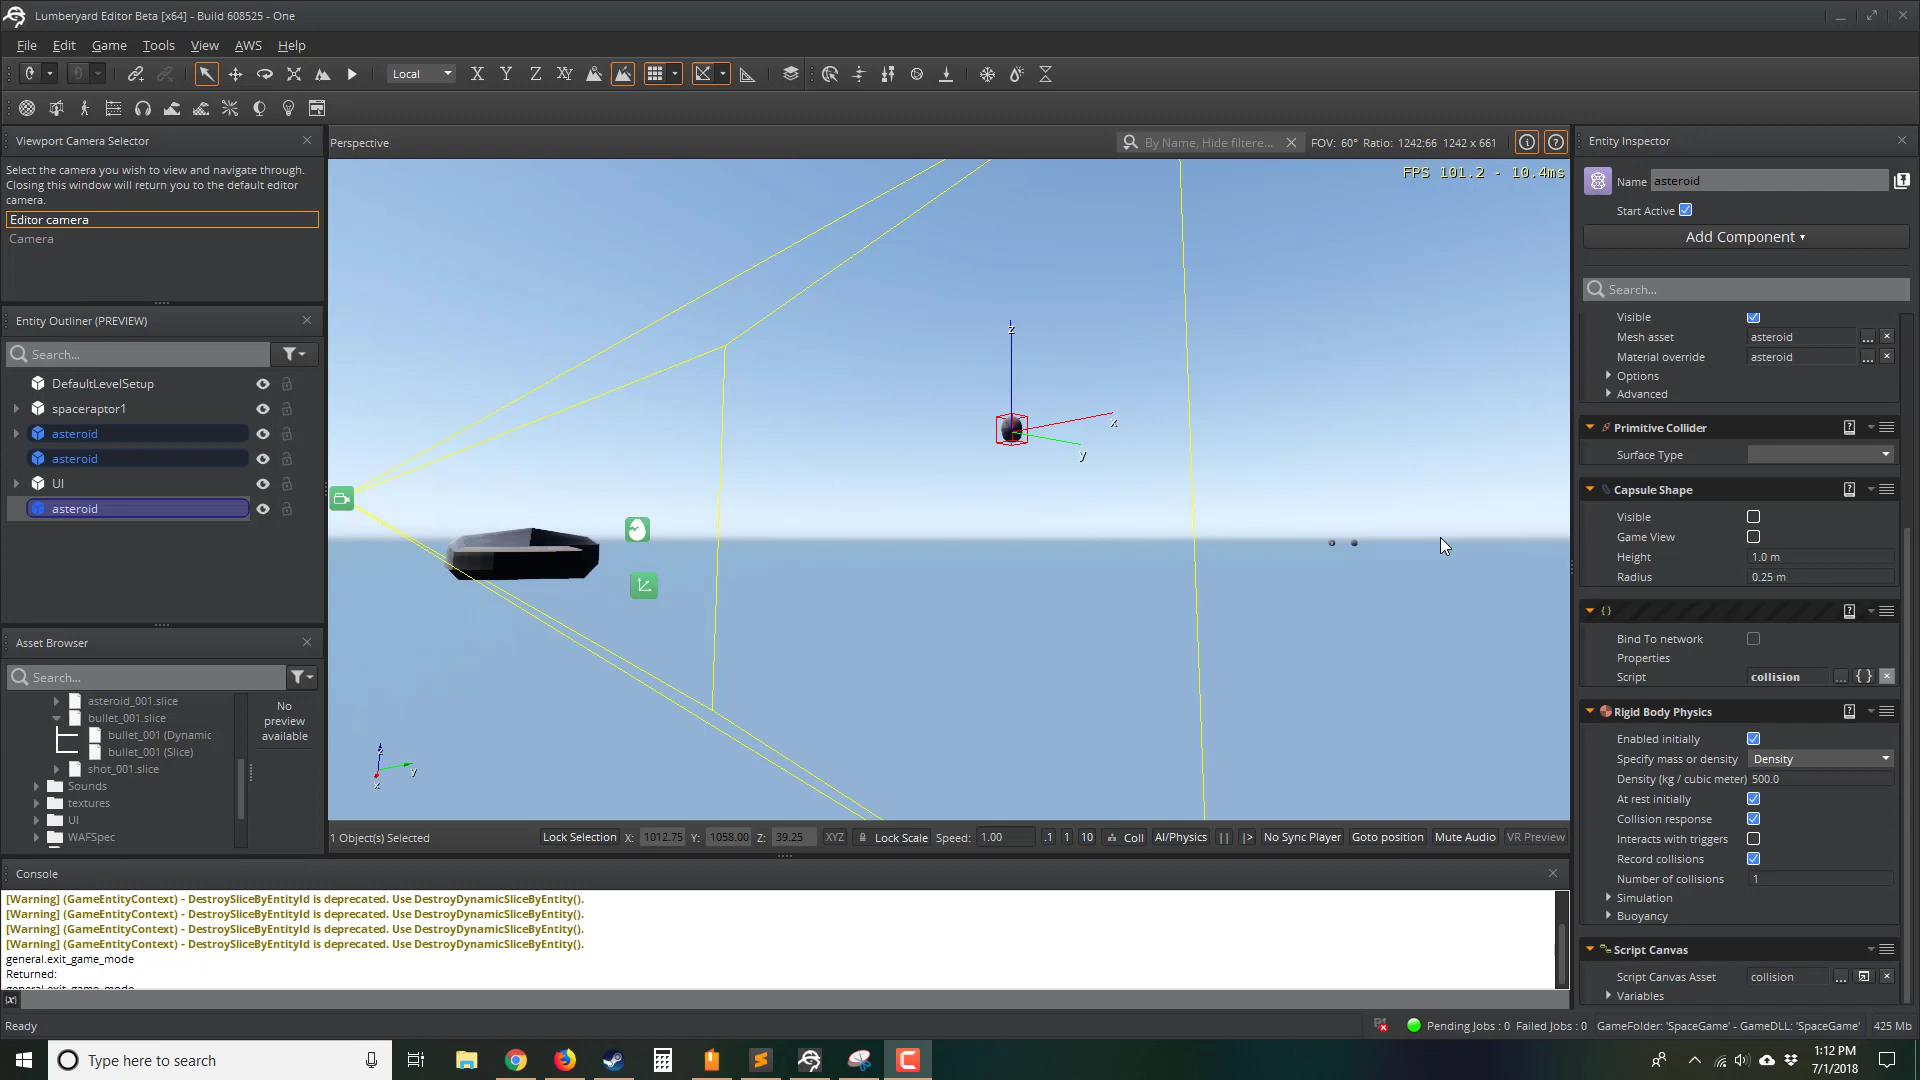 Lumberyard Editor Beta [x64] - Build 608525 - One
File Edit Game Tools View AWS Help
Local X Y Z XY
Viewport Camera Selector
Select the camera you wish to view and navigate through.
Closing this window will return you to the default editor
camera.
Editor camera
Camera
Entity Outliner (PREVIEW)
Search...
DefaultLevelSetup
spaceraptor1
asteroid
asteroid
UI
asteroid
Asset Browser
Search...
asteroid_001.slice
bullet_001.slice
bullet_001 (Dynamic
bullet_001 (Slice)
shot_001.slice
Sounds
textures
UI
WAFSpec
No
preview
available
Perspective
By Name, Hide filtere...
FOV: 60° Ratio: 1242:66 1242 x 661
FPS 101.2 - 10.4ms
z
x
y
z
y
x
1 Object(s) Selected Lock Selection X: 1012.75 Y: 1058.00 Z: 39.25 XYZ Lock Scale Speed: 1.00 .1 1 10 Coll AI/Physics || |> No Sync Player Goto position Mute Audio VR Preview
Console
[Warning] (GameEntityContext) - DestroySliceByEntityId is deprecated. Use DestroyDynamicSliceByEntity().
[Warning] (GameEntityContext) - DestroySliceByEntityId is deprecated. Use DestroyDynamicSliceByEntity().
[Warning] (GameEntityContext) - DestroySliceByEntityId is deprecated. Use DestroyDynamicSliceByEntity().
[Warning] (GameEntityContext) - DestroySliceByEntityId is deprecated. Use DestroyDynamicSliceByEntity().
general.exit_game_mode
Returned:
general.exit_game_mode
Entity Inspector
Name asteroid
Start Active
Add Component
Search...
Visible
Mesh asset asteroid ...
Material override asteroid ...
Options
Advanced
Primitive Collider
Surface Type
Capsule Shape
Visible
Game View
Height 1.0 m
Radius 0.25 m
{}
Bind To network
Properties
Script collision ... {}
Rigid Body Physics
Enabled initially
Specify mass or density Density
Density (kg / cubic meter) 500.0
At rest initially
Collision response
Interacts with triggers
Record collisions
Number of collisions 1
Simulation
Buoyancy
Script Canvas
Script Canvas Asset collision ...
Variables
Ready
Pending Jobs : 0 Failed Jobs : 0 GameFolder: 'SpaceGame' - GameDLL: 'SpaceGame' 425 Mb
Type here to search
1:12 PM
7/1/2018